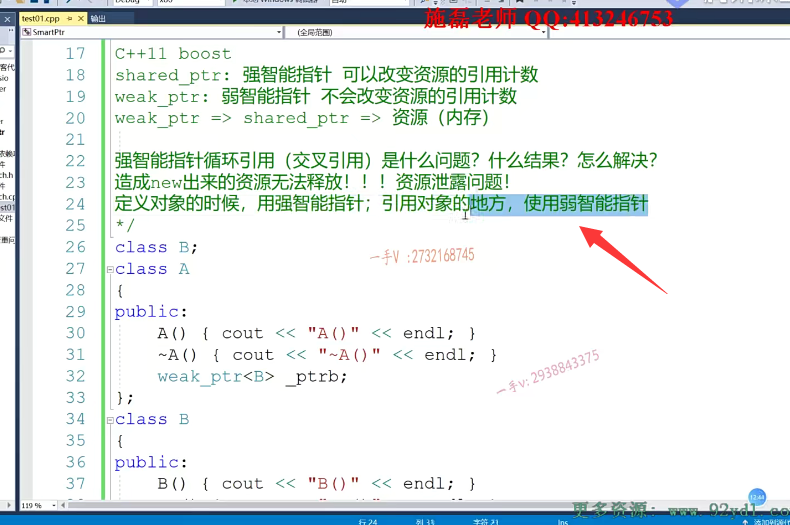 施磊老师 QQ:413246753
test01.cpp
输出
SmartPtr
(全局范围)
17 C++11 boost
18 shared_ptr: 强智能指针 可以改变资源的引用计数
19 weak_ptr: 弱智能指针 不会改变资源的引用计数
20 weak_ptr => shared_ptr => 资源（内存）
21
22 强智能指针循环引用（交叉引用）是什么问题？什么结果？怎么解决？
23 造成new出来的资源无法释放！！！资源泄露问题！
24 定义对象的时候，用强智能指针；引用对象的地方，使用弱智能指针
25 */
26 class B;
27 class A
28 {
29 public:
30 A() { cout << "A()" << endl; }
31 ~A() { cout << "~A()" << endl; }
32 weak_ptr<B> _ptrb;
33 };
34 class B
35 {
36 public:
37 B() { cout << "B()" << endl; }
一手V :2732168745
一手v:2938843375
12:44
119 %
更多资源：www.92ydl.com
行 24
列 33
字符 21
Ins